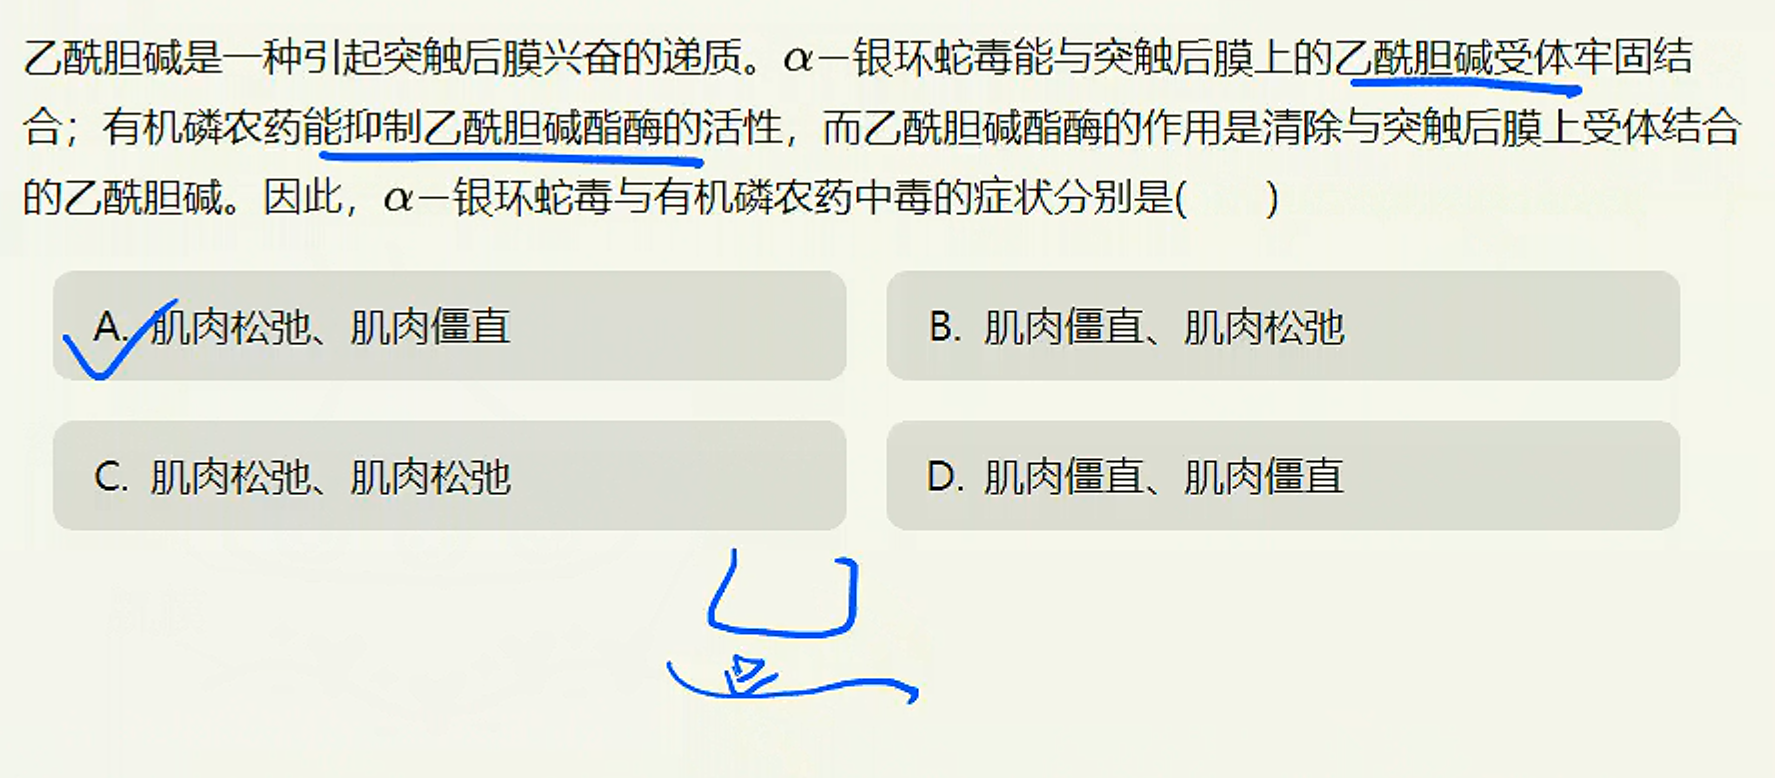 乙酰胆碱是一种引起突触后膜兴奋的递质。α－银环蛇毒能与突触后膜上的乙酰胆碱受体牢固结
合；有机磷农药能抑制乙酰胆碱酯酶的活性，而乙酰胆碱酯酶的作用是清除与突触后膜上受体结合
的乙酰胆碱。因此，α－银环蛇毒与有机磷农药中毒的症状分别是(　　)
A. 肌肉松弛、肌肉僵直
B. 肌肉僵直、肌肉松弛
C. 肌肉松弛、肌肉松弛
D. 肌肉僵直、肌肉僵直